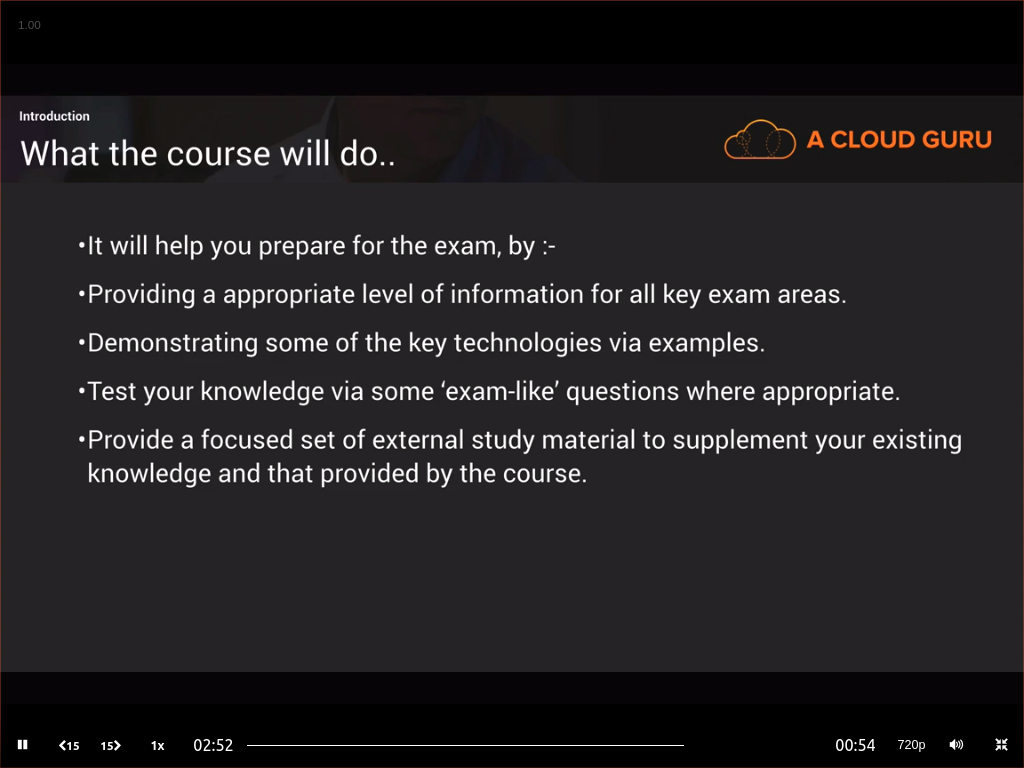 1.00
Introduction
What the course will do..
A CLOUD GURU
•It will help you prepare for the exam, by :-
•Providing a appropriate level of information for all key exam areas.
•Demonstrating some of the key technologies via examples.
•Test your knowledge via some ‘exam-like’ questions where appropriate.
•Provide a focused set of external study material to supplement your existing
knowledge and that provided by the course.
15 15 1x 02:52 00:54 720p